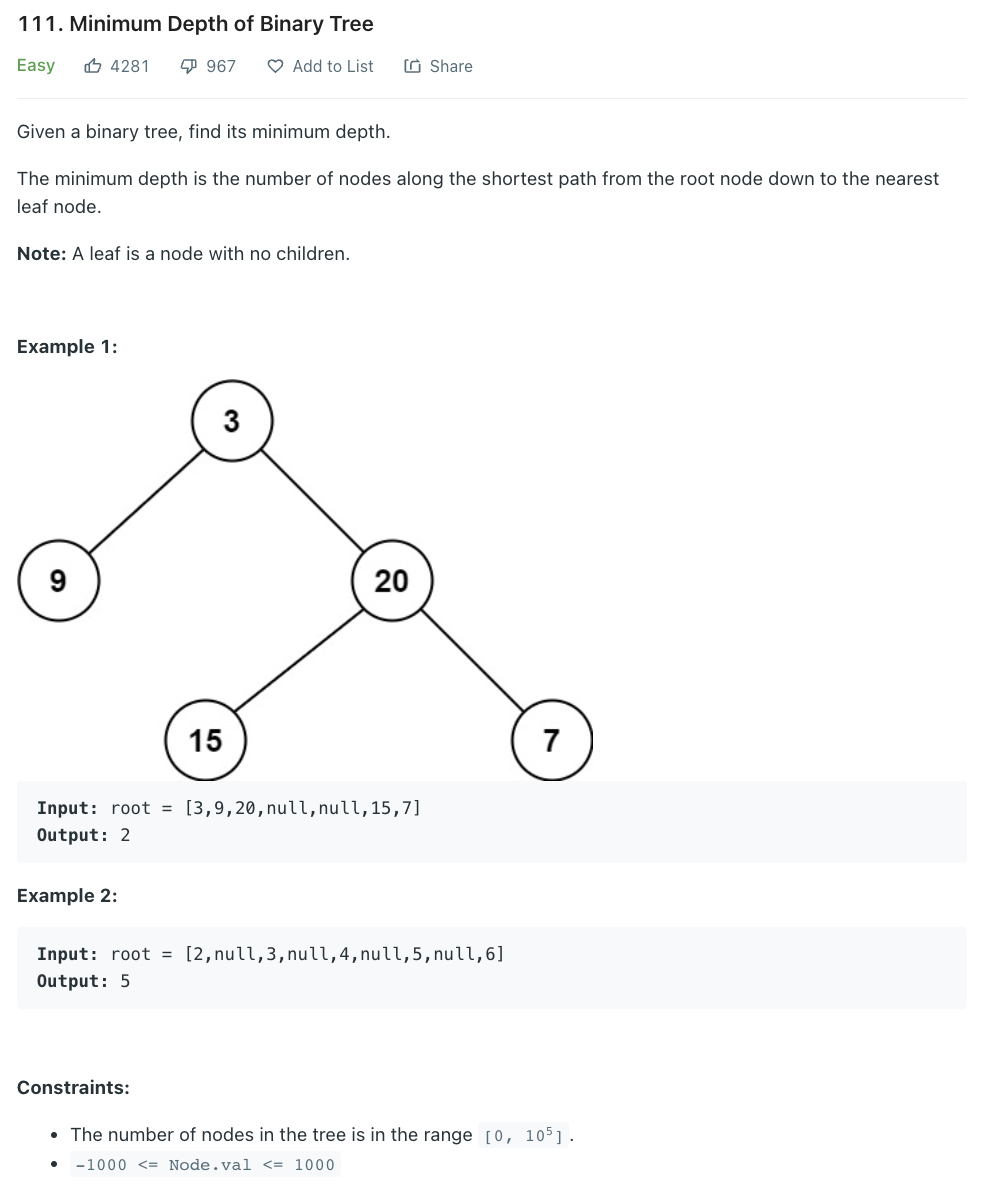 111. Minimum Depth of Binary Tree
Easy 4281 967 Add to List Share
Given a binary tree, find its minimum depth.
The minimum depth is the number of nodes along the shortest path from the root node down to the nearest
leaf node.
Note: A leaf is a node with no children.
Example 1:
3
9 20
15 7
Input: root = [3,9,20,null,null,15,7]
Output: 2
Example 2:
Input: root = [2,null,3,null,4,null,5,null,6]
Output: 5
Constraints:
• The number of nodes in the tree is in the range [0, 10⁵].
• -1000 <= Node.val <= 1000